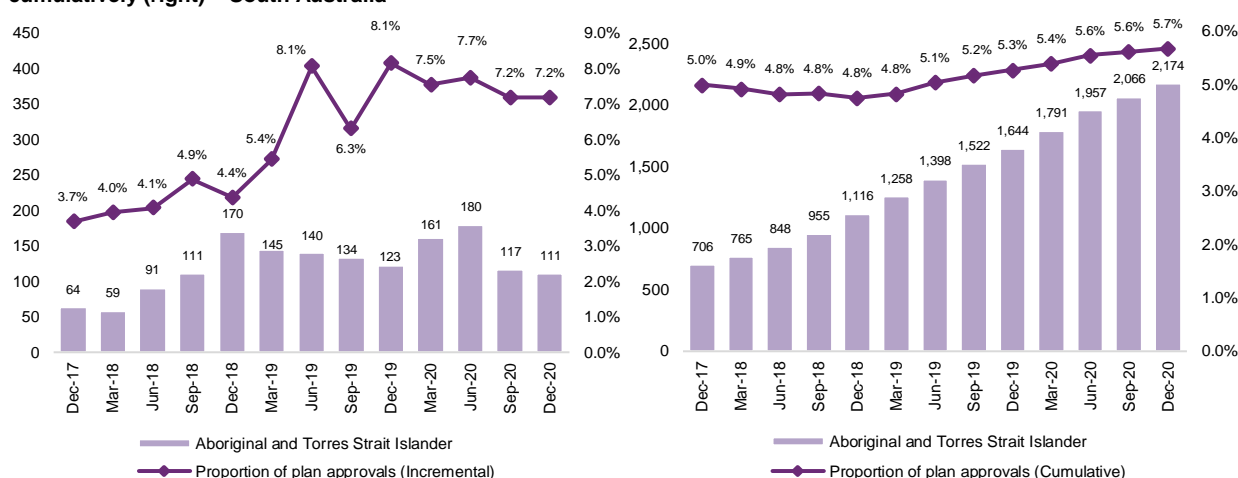 cumulatively (right) – South Australia
450
400
350
300
250
200
150
100
50
0
9.0%
8.0%
7.0%
6.0%
5.0%
4.0%
3.0%
2.0%
1.0%
0.0%
3.7%
4.0%
4.1%
4.9%
4.4%
5.4%
8.1%
6.3%
8.1%
7.5%
7.7%
7.2%
7.2%
64
59
91
111
170
145
140
134
123
161
180
117
111
Dec-17
Mar-18
Jun-18
Sep-18
Dec-18
Mar-19
Jun-19
Sep-19
Dec-19
Mar-20
Jun-20
Sep-20
Dec-20
Aboriginal and Torres Strait Islander
Proportion of plan approvals (Incremental)
2,500
2,000
1,500
1,000
500
0
6.0%
5.0%
4.0%
3.0%
2.0%
1.0%
0.0%
5.0%
4.9%
4.8%
4.8%
4.8%
4.8%
5.1%
5.2%
5.3%
5.4%
5.6%
5.6%
5.7%
706
765
848
955
1,116
1,258
1,398
1,522
1,644
1,791
1,957
2,066
2,174
Dec-17
Mar-18
Jun-18
Sep-18
Dec-18
Mar-19
Jun-19
Sep-19
Dec-19
Mar-20
Jun-20
Sep-20
Dec-20
Aboriginal and Torres Strait Islander
Proportion of plan approvals (Cumulative)